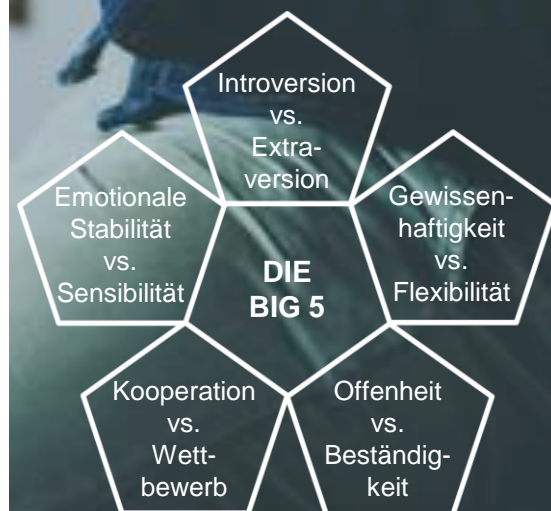 Introversion
vs.
Extra-
version
Emotionale
Stabilität
vs.
Sensibilität
Gewissen-
haftigkeit
vs.
Flexibilität
DIE
BIG 5
Kooperation
vs.
Wett-
bewerb
Offenheit
vs.
Beständig-
keit